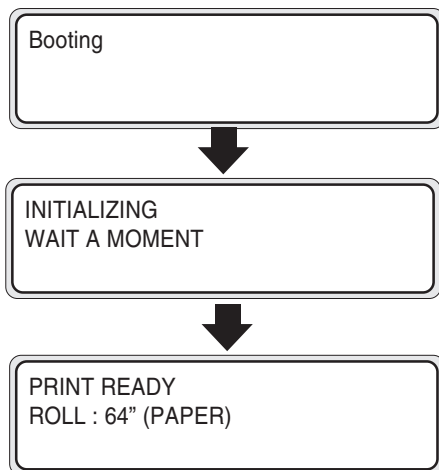 Booting
INITIALIZING
WAIT A MOMENT
PRINT READY
ROLL : 64” (PAPER)